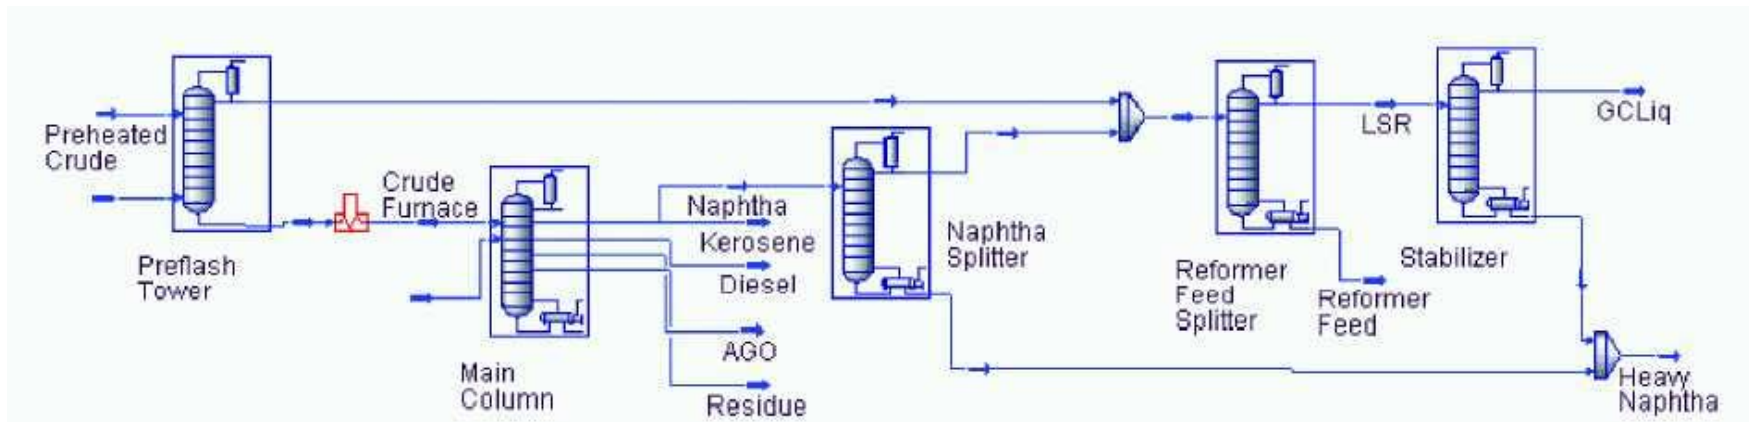 Preheated
Crude
Preflash
Tower
Crude
Furnace
Main
Column
Naphtha
Kerosene
Diesel
AGO
Residue
Naphtha
Splitter
Reformer
Feed
Splitter
Reformer
Feed
LSR
Stabilizer
GCLiq
Heavy
Naphtha